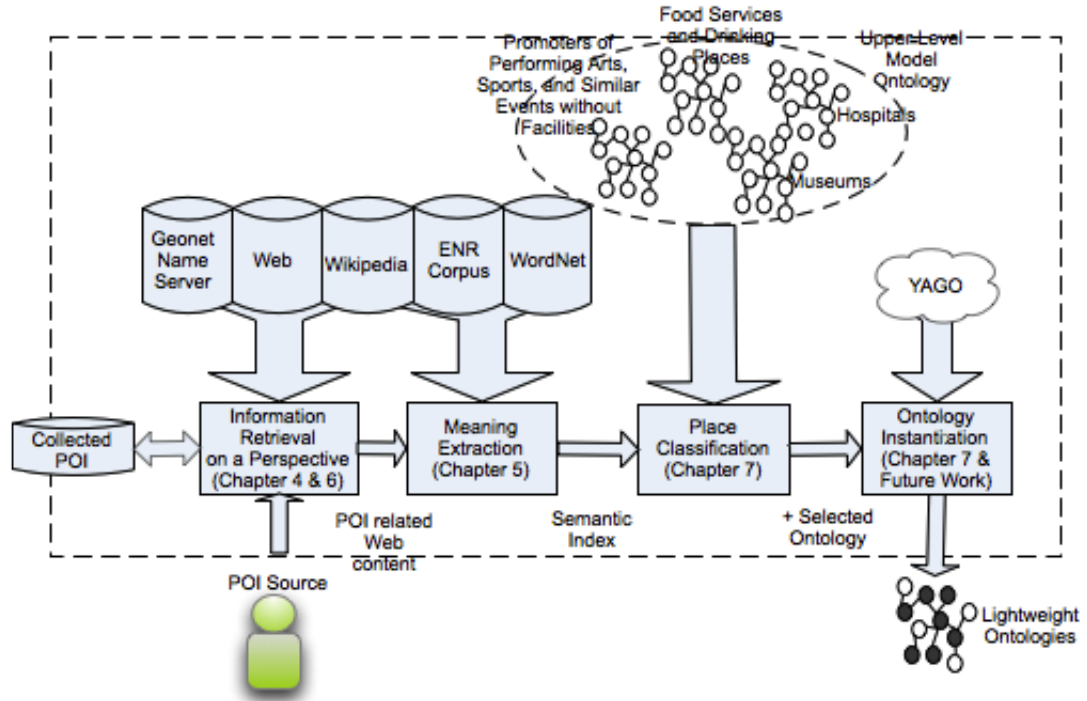 Food Services
and Drinking
Places
Promoters of
Performing Arts,
Sports, and Similar
Events without
Facilities
Upper-Level
Model
Ontology
Hospitals
Museums
Geonet
Name
Server
Web
Wikipedia
ENR
Corpus
WordNet
YAGO
Collected
POI
Information
Retrieval
on a Perspective
(Chapter 4 & 6)
Meaning
Extraction
(Chapter 5)
Place
Classification
(Chapter 7)
Ontology
Instantiation
(Chapter 7 &
Future Work)
POI related
Web
content
Semantic
Index
+ Selected
Ontology
POI Source
Lightweight
Ontologies